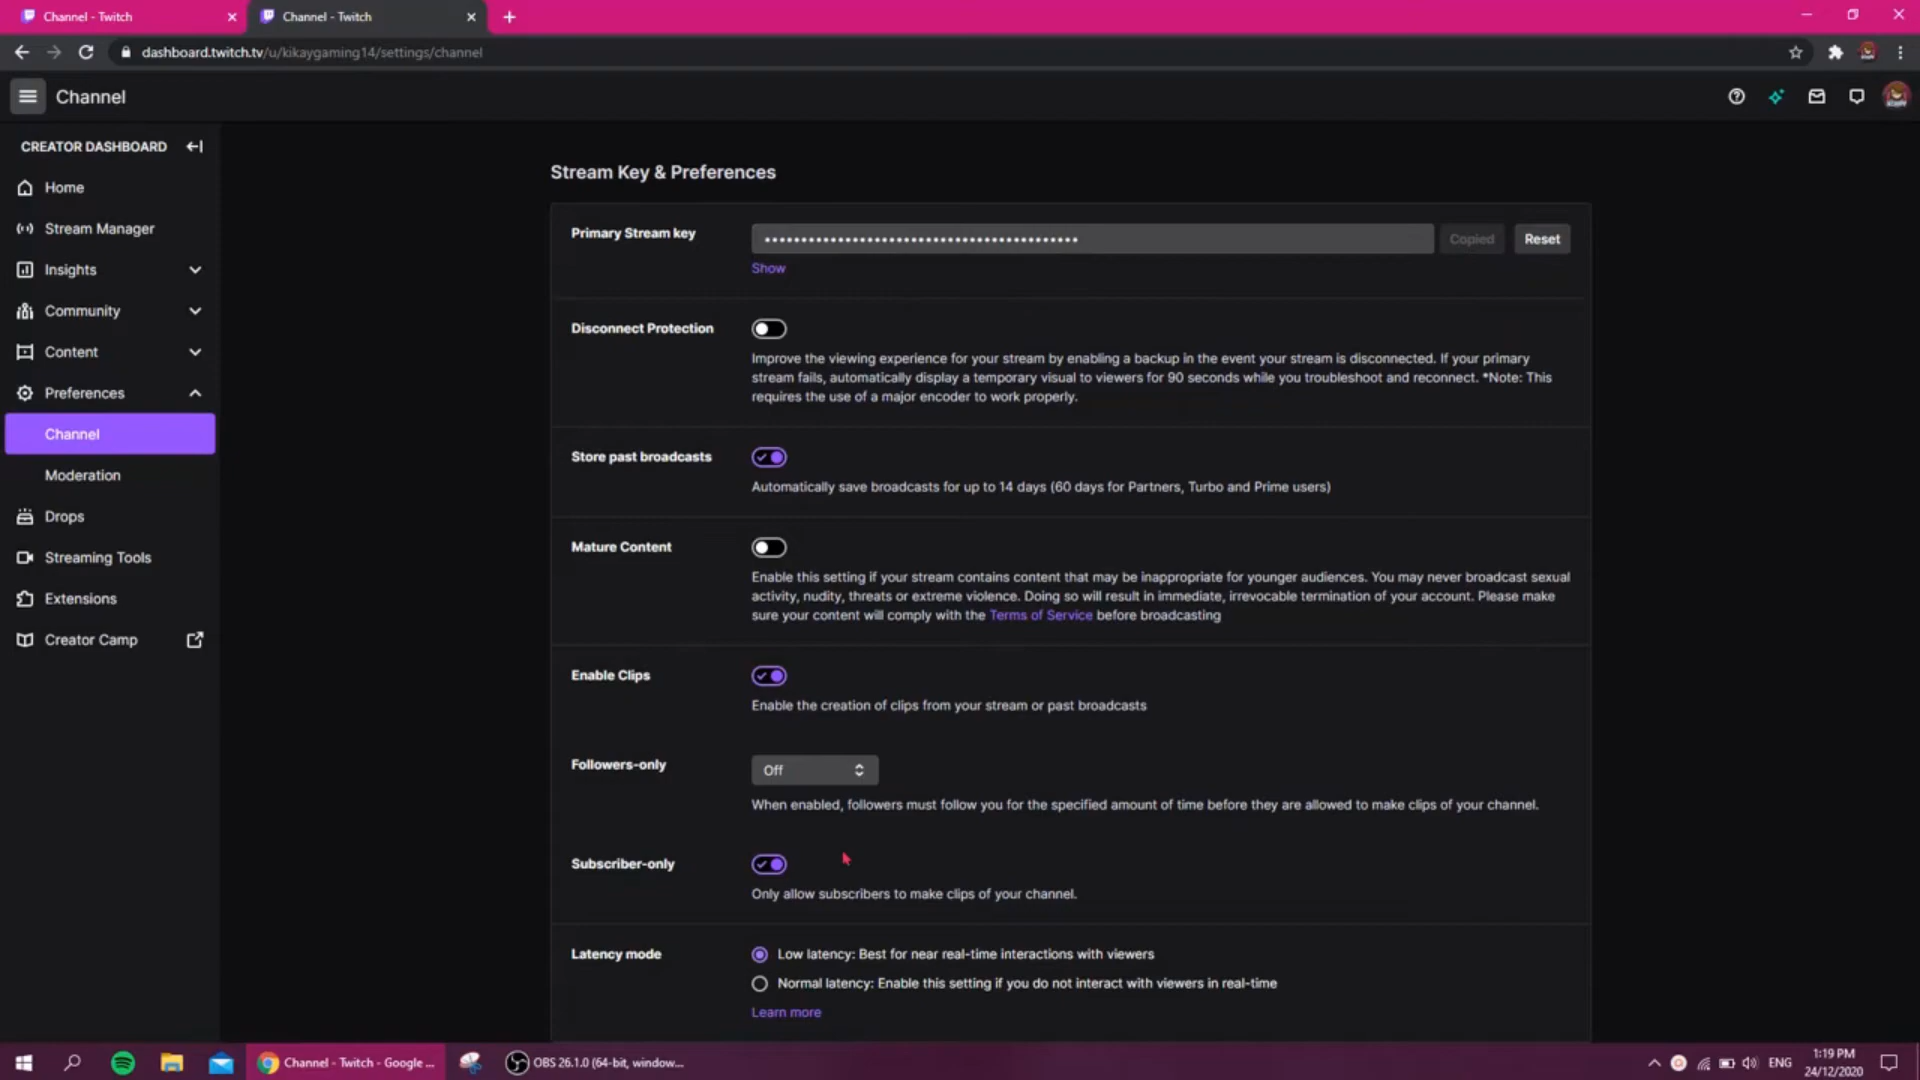 Channel - Twitch
Channel - Twitch
dashboard.twitch.tv/u/kikaygaming14/settings/channel
Channel
CREATOR DASHBOARD
Home
Stream Manager
Insights
Community
Content
Preferences
Channel
Moderation
Drops
Streaming Tools
Extensions
Creator Camp
Stream Key & Preferences
Primary Stream key
Copied
Reset
Show
Disconnect Protection
Improve the viewing experience for your stream by enabling a backup in the event your stream is disconnected. If your primary
stream fails, automatically display a temporary visual to viewers for 90 seconds while you troubleshoot and reconnect. *Note: This
requires the use of a major encoder to work properly.
Store past broadcasts
Automatically save broadcasts for up to 14 days (60 days for Partners, Turbo and Prime users)
Mature Content
Enable this setting if your stream contains content that may be inappropriate for younger audiences. You may never broadcast sexual
activity, nudity, threats or extreme violence. Doing so will result in immediate, irrevocable termination of your account. Please make
sure your content will comply with the Terms of Service before broadcasting
Enable Clips
Enable the creation of clips from your stream or past broadcasts
Followers-only
Off
When enabled, followers must follow you for the specified amount of time before they are allowed to make clips of your channel.
Subscriber-only
Only allow subscribers to make clips of your channel.
Latency mode
Low latency: Best for near real-time interactions with viewers
Normal latency: Enable this setting if you do not interact with viewers in real-time
Learn more
Channel - Twitch - Google ...
OBS 26.1.0 (64-bit, window...
ENG
1:19 PM
24/12/2020